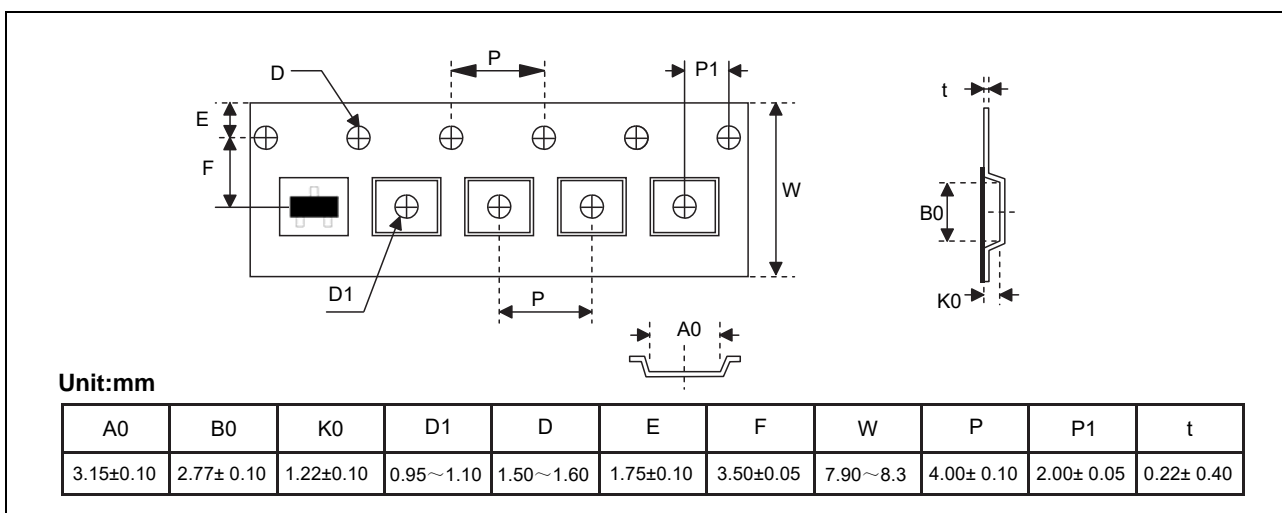 P
P1
D
t
E
F
W
B0
D1
P
K0
A0
Unit:mm
A0 B0 K0 D1 D E F W P P1 t
3.15±0.10 2.77± 0.10 1.22±0.10 0.95～1.10 1.50～1.60 1.75±0.10 3.50±0.05 7.90～8.3 4.00± 0.10 2.00± 0.05 0.22± 0.40